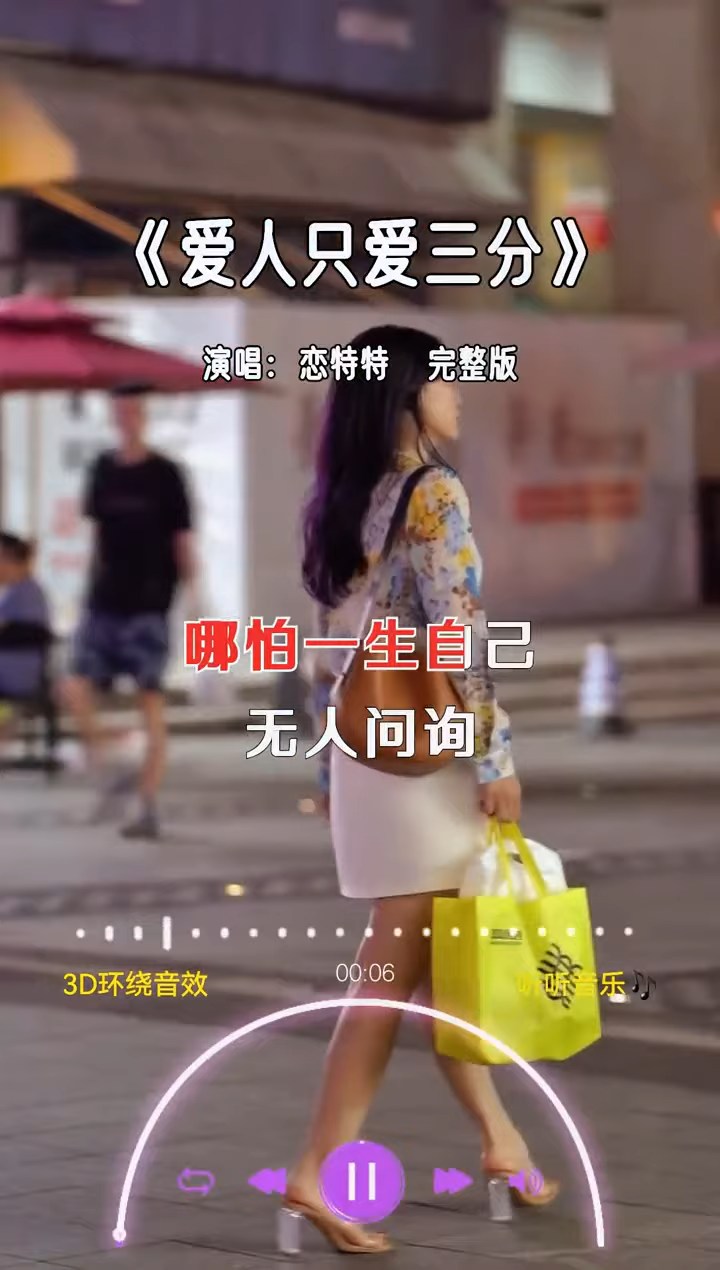 《爱人只爱三分》
演唱：恋特特 完整版
哪怕一生自己
无人问询
00:06
3D环绕音效
听听音乐🎶